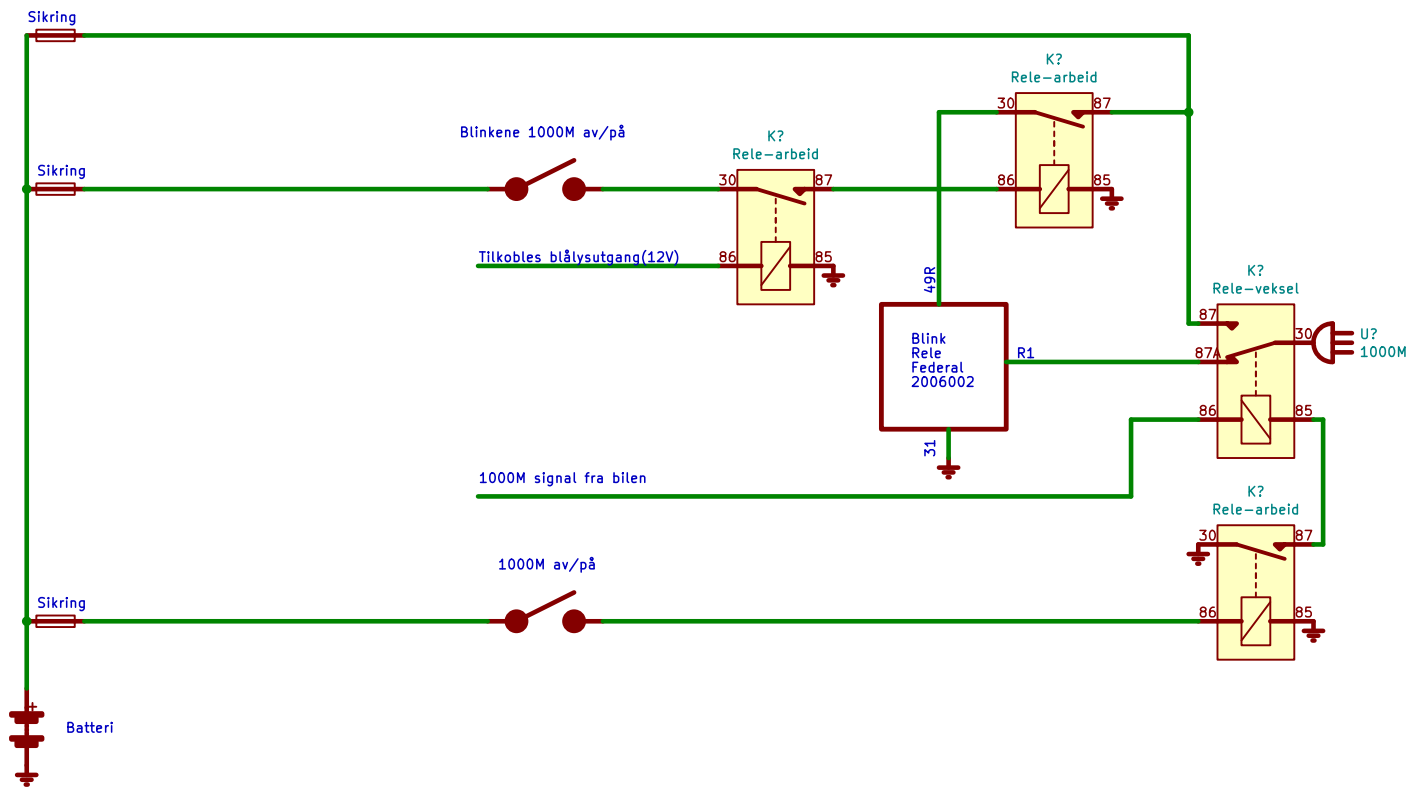 Sikring
K?
Rele-arbeid
30
87
Blinkene 1000M av/på
K?
Rele-arbeid
Sikring
30
87
86
85
Tilkobles blålysutgang(12V)
86
85
49R
K?
Rele-veksel
87
30
U?
1000M
Blink
Rele
Federal
2006002
R1
87A
86
85
31
1000M signal fra bilen
K?
Rele-arbeid
30
87
1000M av/på
Sikring
86
85
+
Batteri